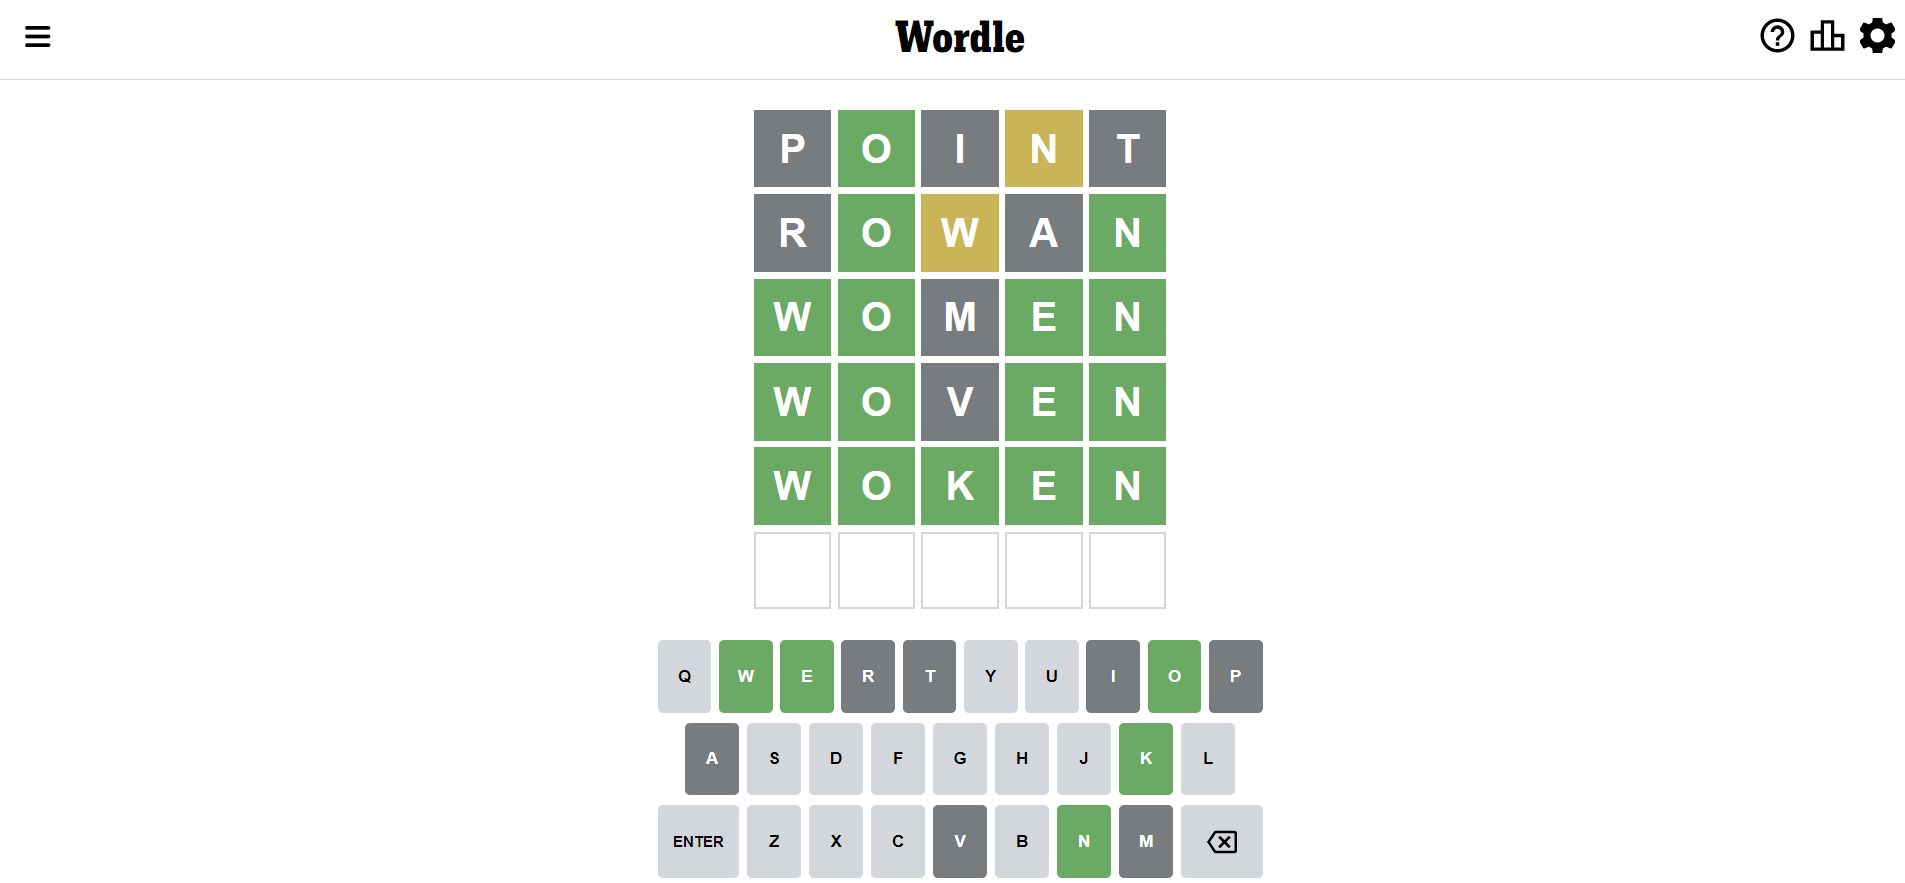 Wordle
P O I N T
R O W A N
W O M E N
W O V E N
W O K E N
Q W E R T Y U I O P
A S D F G H J K L
ENTER Z X C V B N M